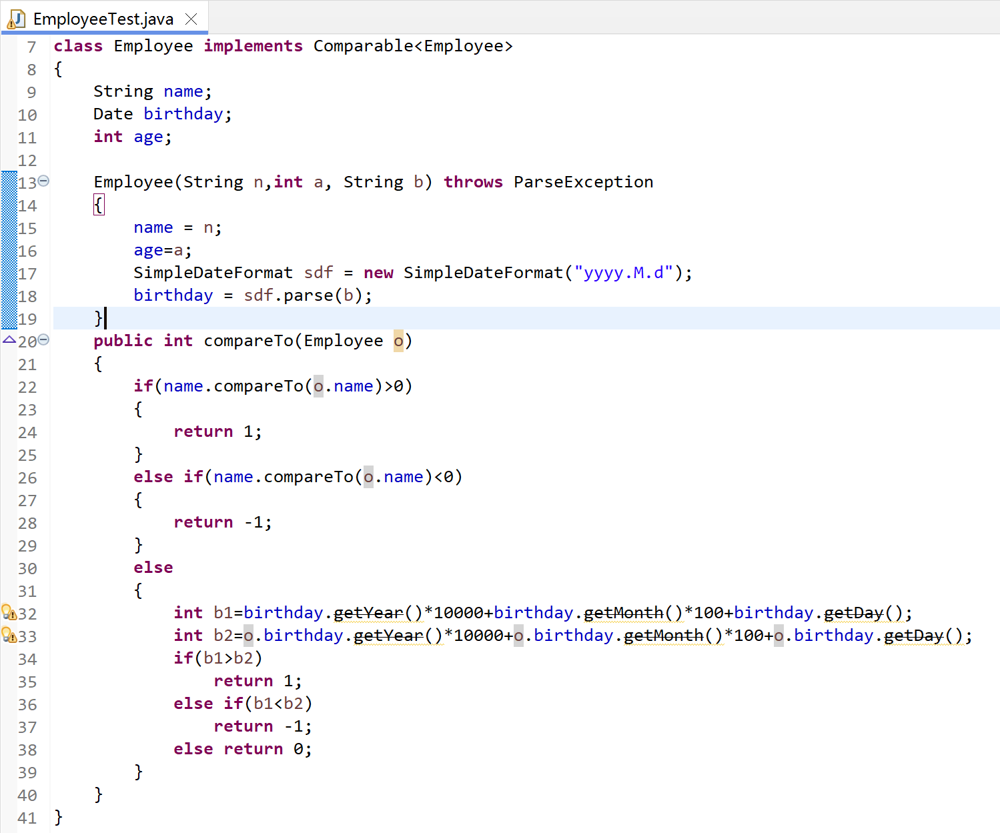 EmployeeTest.java
7 class Employee implements Comparable<Employee>
8 {
9     String name;
10     Date birthday;
11     int age;
12
13     Employee(String n,int a, String b) throws ParseException
14     {
15         name = n;
16         age=a;
17         SimpleDateFormat sdf = new SimpleDateFormat("yyyy.M.d");
18         birthday = sdf.parse(b);
19     }
20     public int compareTo(Employee o)
21     {
22         if(name.compareTo(o.name)>0)
23         {
24             return 1;
25         }
26         else if(name.compareTo(o.name)<0)
27         {
28             return -1;
29         }
30         else
31         {
32             int b1=birthday.getYear()*10000+birthday.getMonth()*100+birthday.getDay();
33             int b2=o.birthday.getYear()*10000+o.birthday.getMonth()*100+o.birthday.getDay();
34             if(b1>b2)
35                 return 1;
36             else if(b1<b2)
37                 return -1;
38             else return 0;
39         }
40     }
41 }